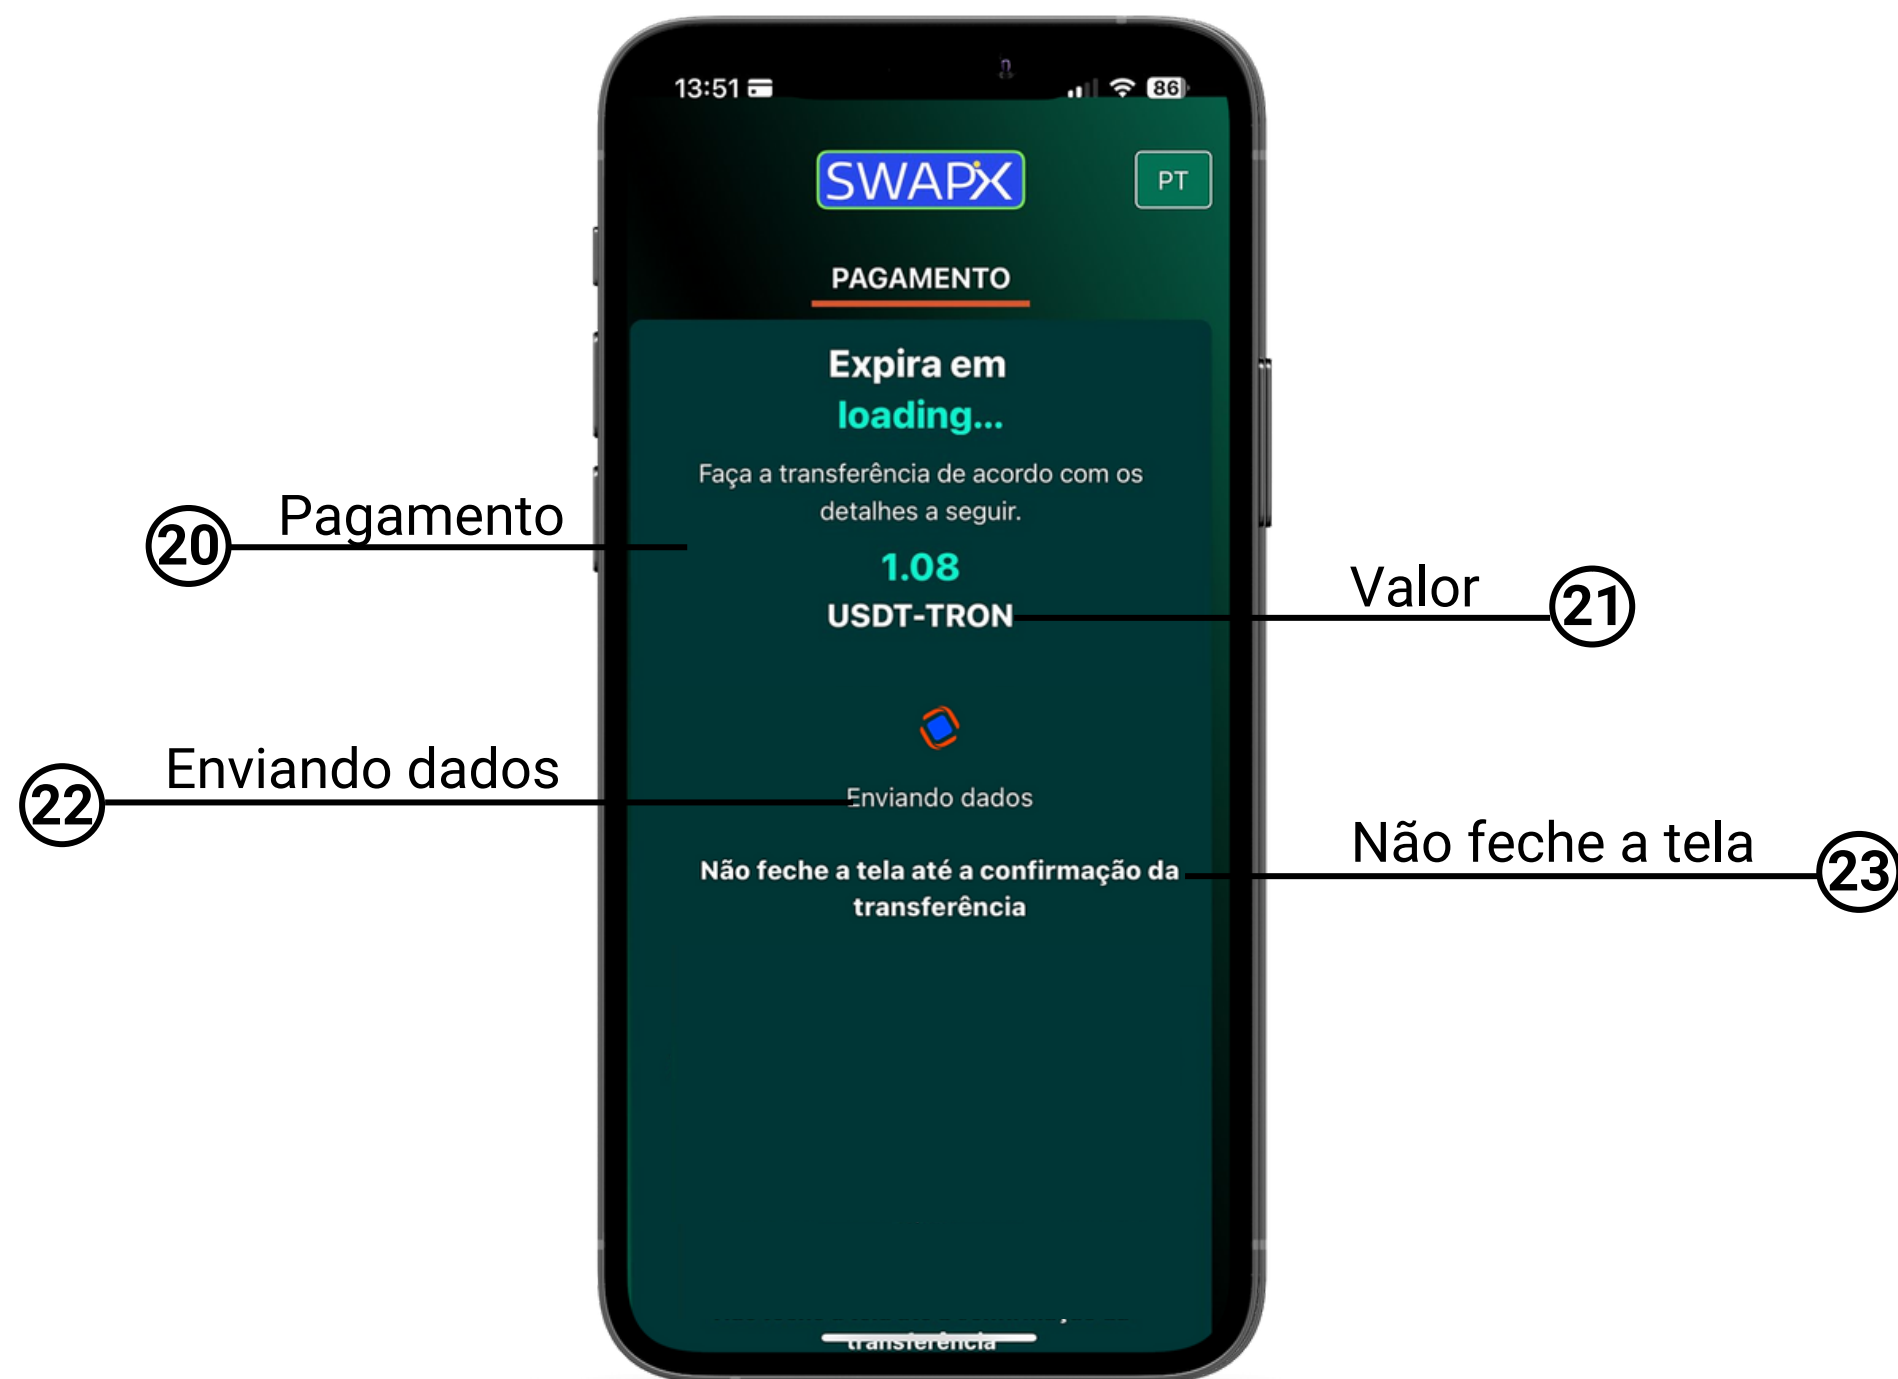 13:51
86
SWAPX
PT
PAGAMENTO
Expira em
loading...
Faça a transferência de acordo com os
detalhes a seguir.
20 Pagamento
1.08
USDT-TRON
Valor 21
22 Enviando dados
Enviando dados
Não feche a tela 23
Não feche a tela até a confirmação da
transferência
transferência